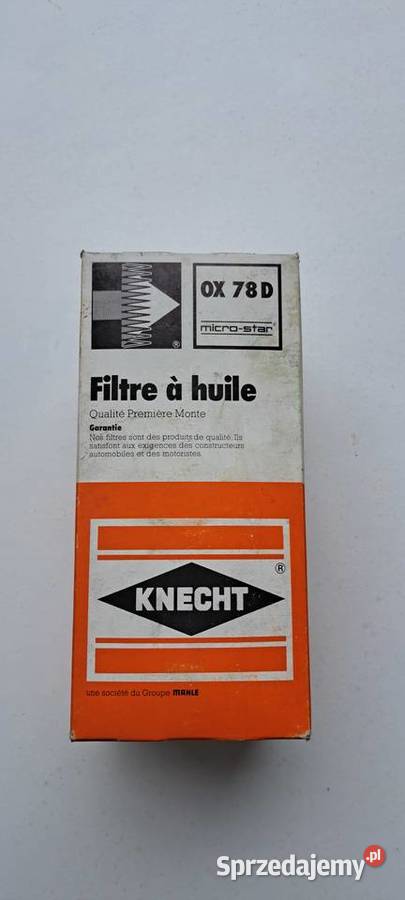 OX 78 D
micro-star®
®
Filtre à huile
Qualité Première Monte
Garantie
Nos filtres sont des produits de qualité. Ils
satisfont aux exigences des constructeurs
automobiles et des motoristes.
®
KNECHT
une société du Groupe MAHLE
Sprzedajemy.pl